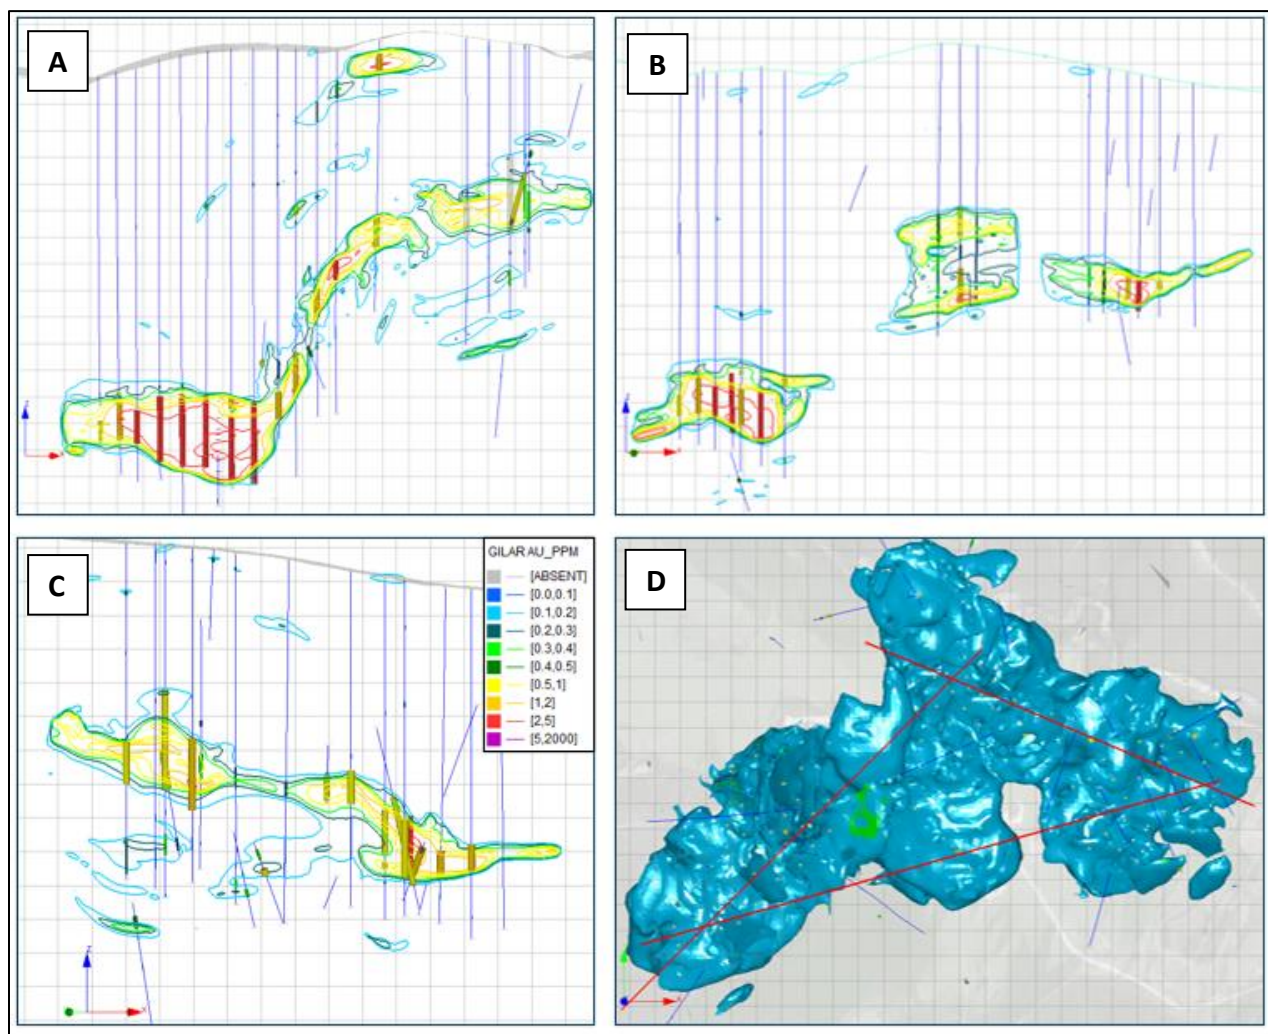 A
B
C
GILAR AU_PPM
[ABSENT]
[0.0,0.1]
[0.1,0.2]
[0.2,0.3]
[0.3,0.4]
[0.4,0.5]
[0.5,1]
[1,2]
[2,5]
[5,2000]
D